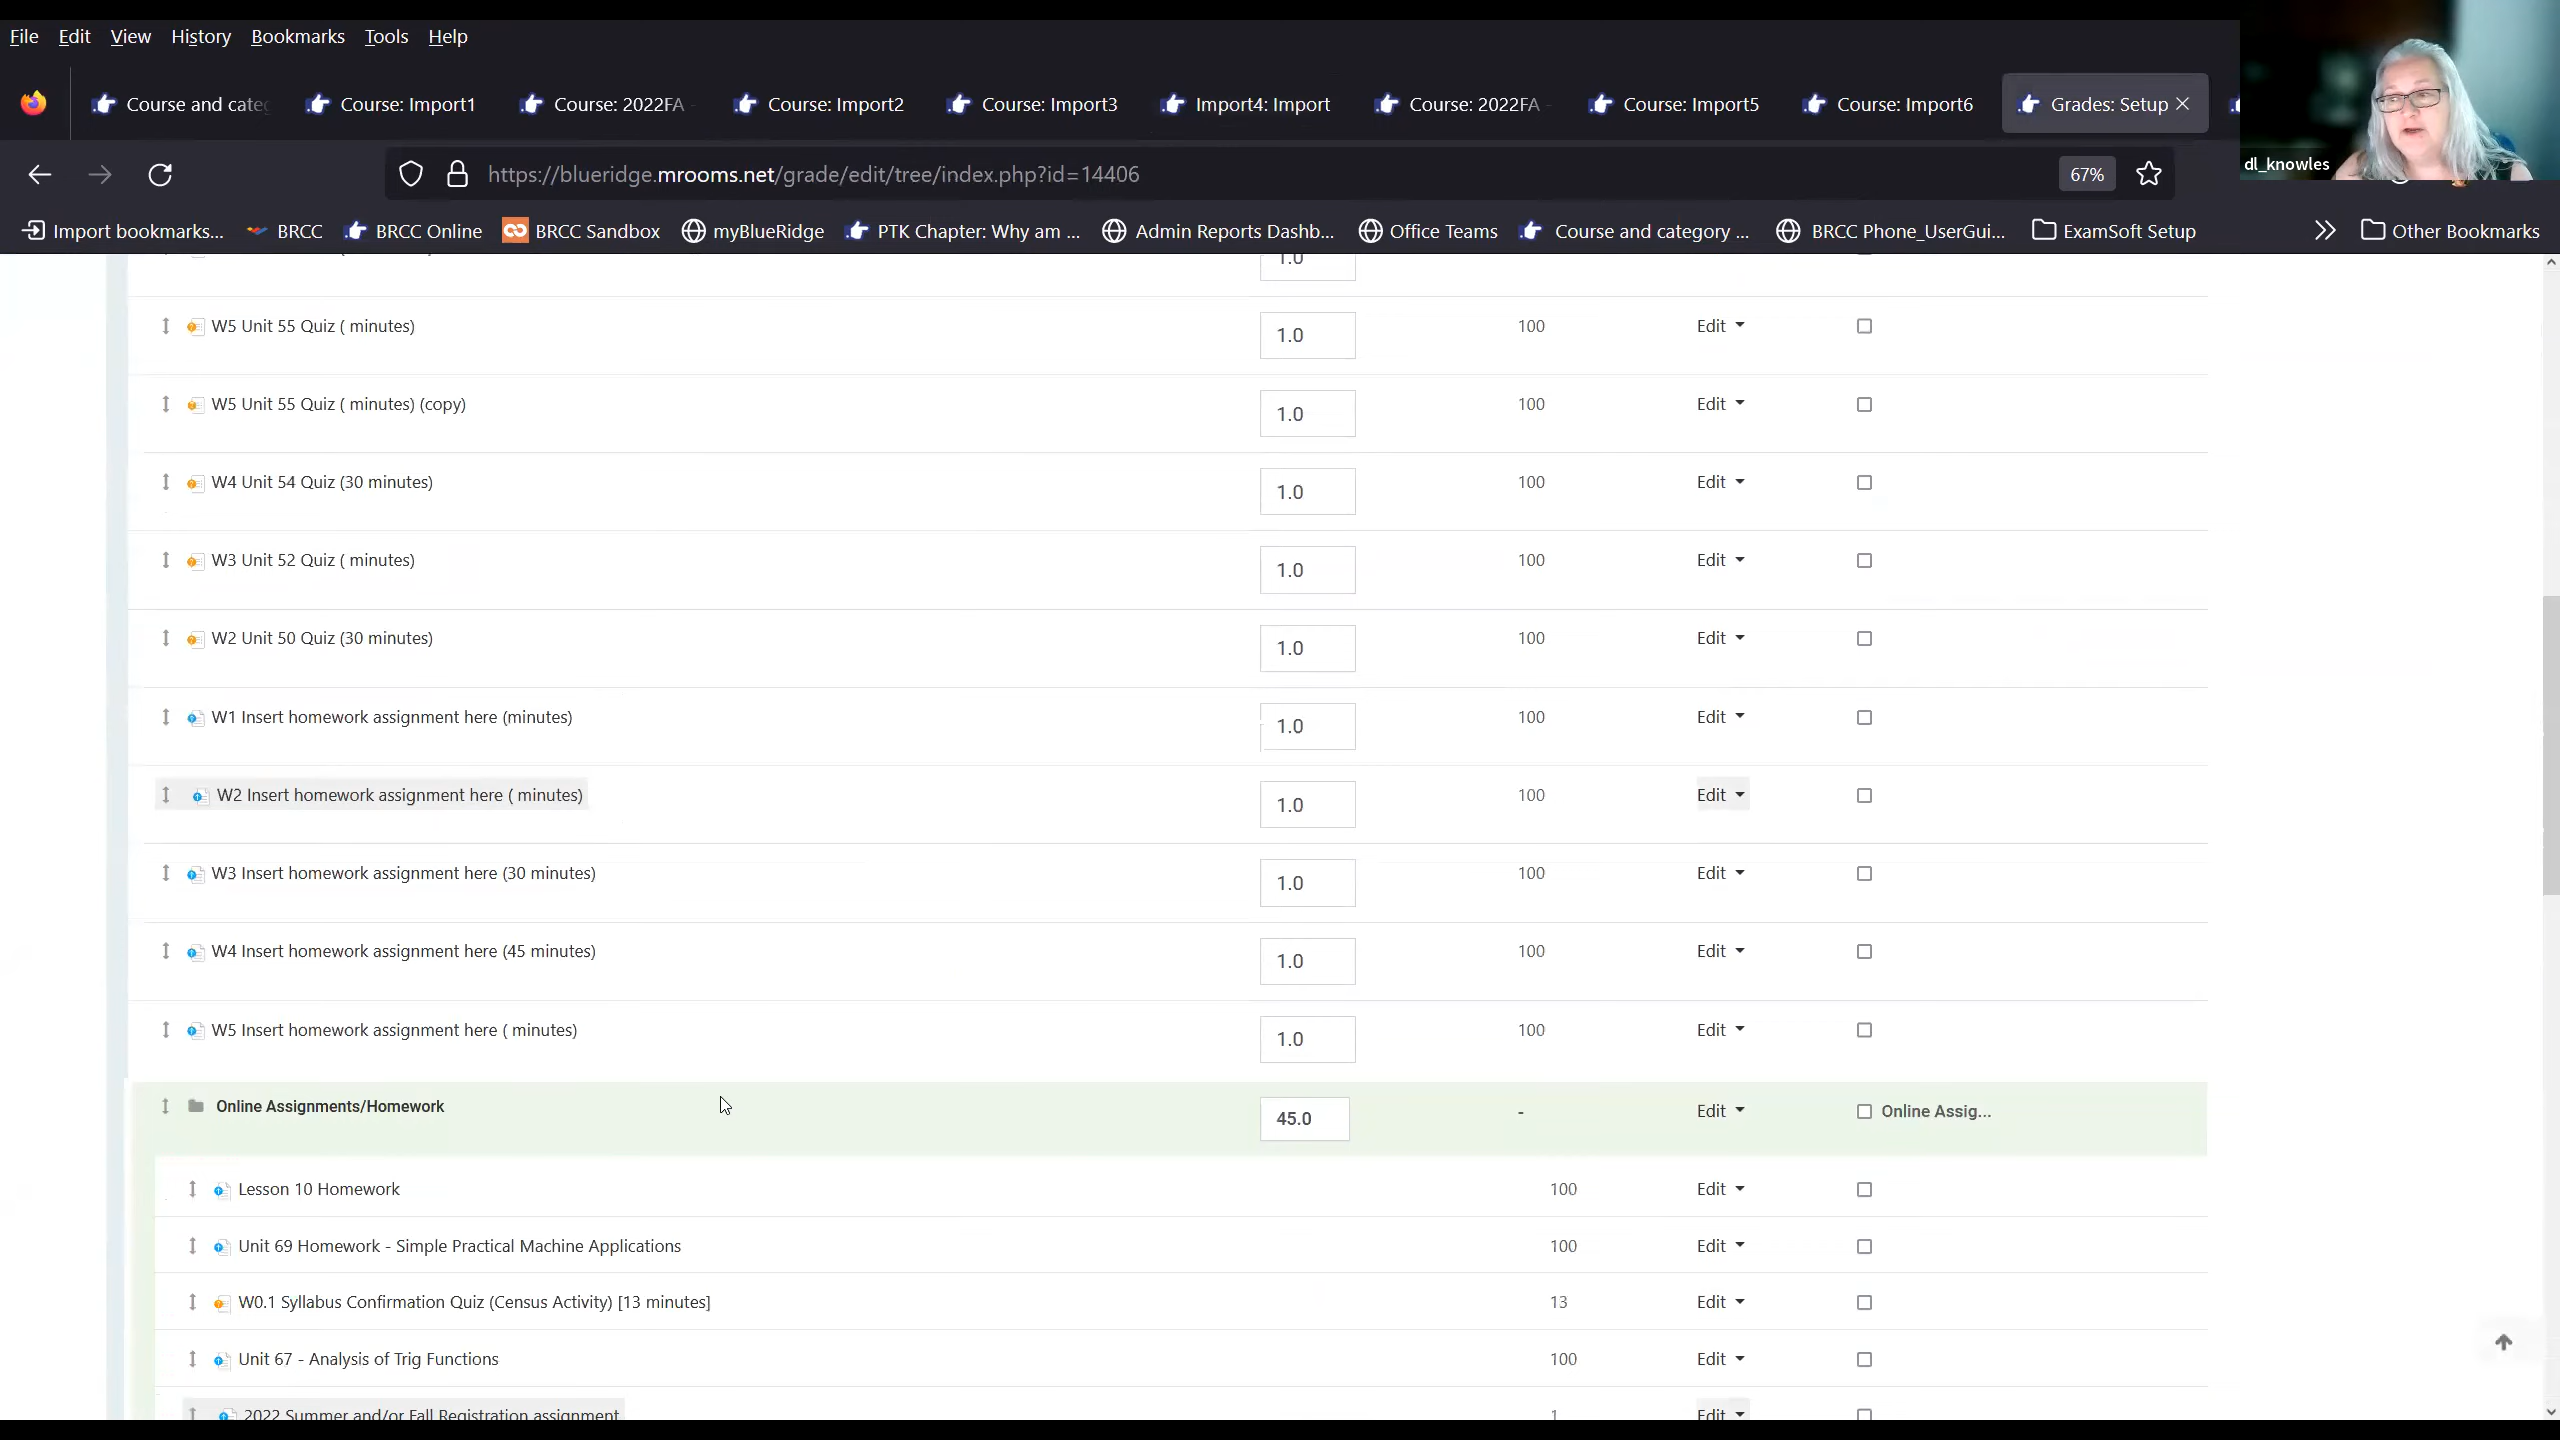 File Edit View History Bookmarks Tools Help
Course and cate Course: Import1 Course: 2022FA - Course: Import2 Course: Import3 Import4: Import Course: 2022FA - Course: Import5 Course: Import6 Grades: Setup
dl_knowles
https://blueridge.mrooms.net/grade/edit/tree/index.php?id=14406 67%
Import bookmarks... BRCC BRCC Online BRCC Sandbox myBlueRidge PTK Chapter: Why am ... Admin Reports Dashb... Office Teams Course and category ... BRCC Phone_UserGui... ExamSoft Setup Other Bookmarks
1.0
W5 Unit 55 Quiz ( minutes) 1.0 100 Edit
W5 Unit 55 Quiz ( minutes) (copy) 1.0 100 Edit
W4 Unit 54 Quiz (30 minutes) 1.0 100 Edit
W3 Unit 52 Quiz ( minutes) 1.0 100 Edit
W2 Unit 50 Quiz (30 minutes) 1.0 100 Edit
W1 Insert homework assignment here (minutes) 1.0 100 Edit
W2 Insert homework assignment here ( minutes) 1.0 100 Edit
W3 Insert homework assignment here (30 minutes) 1.0 100 Edit
W4 Insert homework assignment here (45 minutes) 1.0 100 Edit
W5 Insert homework assignment here ( minutes) 1.0 100 Edit
Online Assignments/Homework 45.0 - Edit Online Assig...
Lesson 10 Homework 100 Edit
Unit 69 Homework - Simple Practical Machine Applications 100 Edit
W0.1 Syllabus Confirmation Quiz (Census Activity) [13 minutes] 13 Edit
Unit 67 - Analysis of Trig Functions 100 Edit
2022 Summer and/or Fall Registration assignment 1 Edit